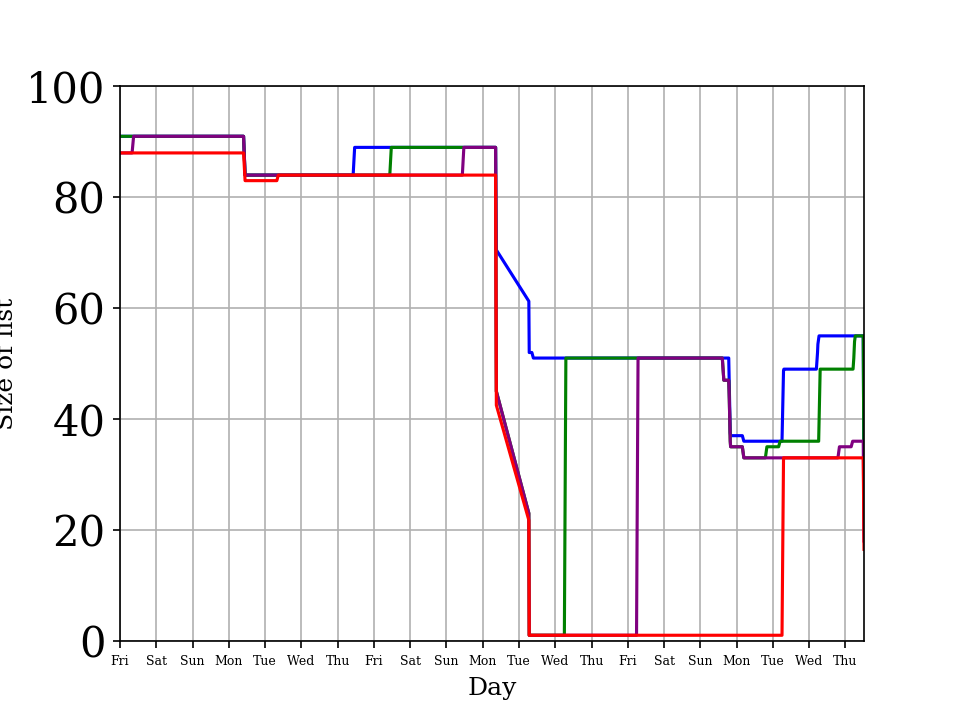 100
80
60
40
20
0
Size of list
Fri Sat Sun Mon Tue Wed Thu Fri Sat Sun Mon Tue Wed Thu Fri Sat Sun Mon Tue Wed Thu
Day